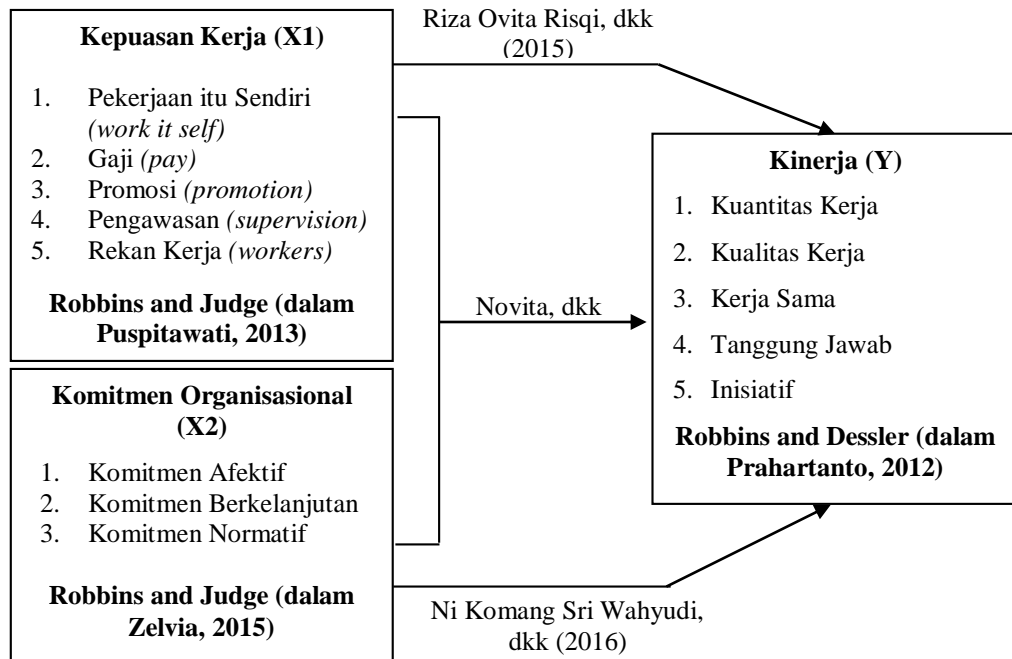 Kepuasan Kerja (X1)
1. Pekerjaan itu Sendiri
(work it self)
2. Gaji (pay)
3. Promosi (promotion)
4. Pengawasan (supervision)
5. Rekan Kerja (workers)
Robbins and Judge (dalam
Puspitawati, 2013)
Komitmen Organisasional
(X2)
1. Komitmen Afektif
2. Komitmen Berkelanjutan
3. Komitmen Normatif
Robbins and Judge (dalam
Zelvia, 2015)
Riza Ovita Risqi, dkk
(2015)
Novita, dkk
Ni Komang Sri Wahyudi,
dkk (2016)
Kinerja (Y)
1. Kuantitas Kerja
2. Kualitas Kerja
3. Kerja Sama
4. Tanggung Jawab
5. Inisiatif
Robbins and Dessler (dalam
Prahartanto, 2012)